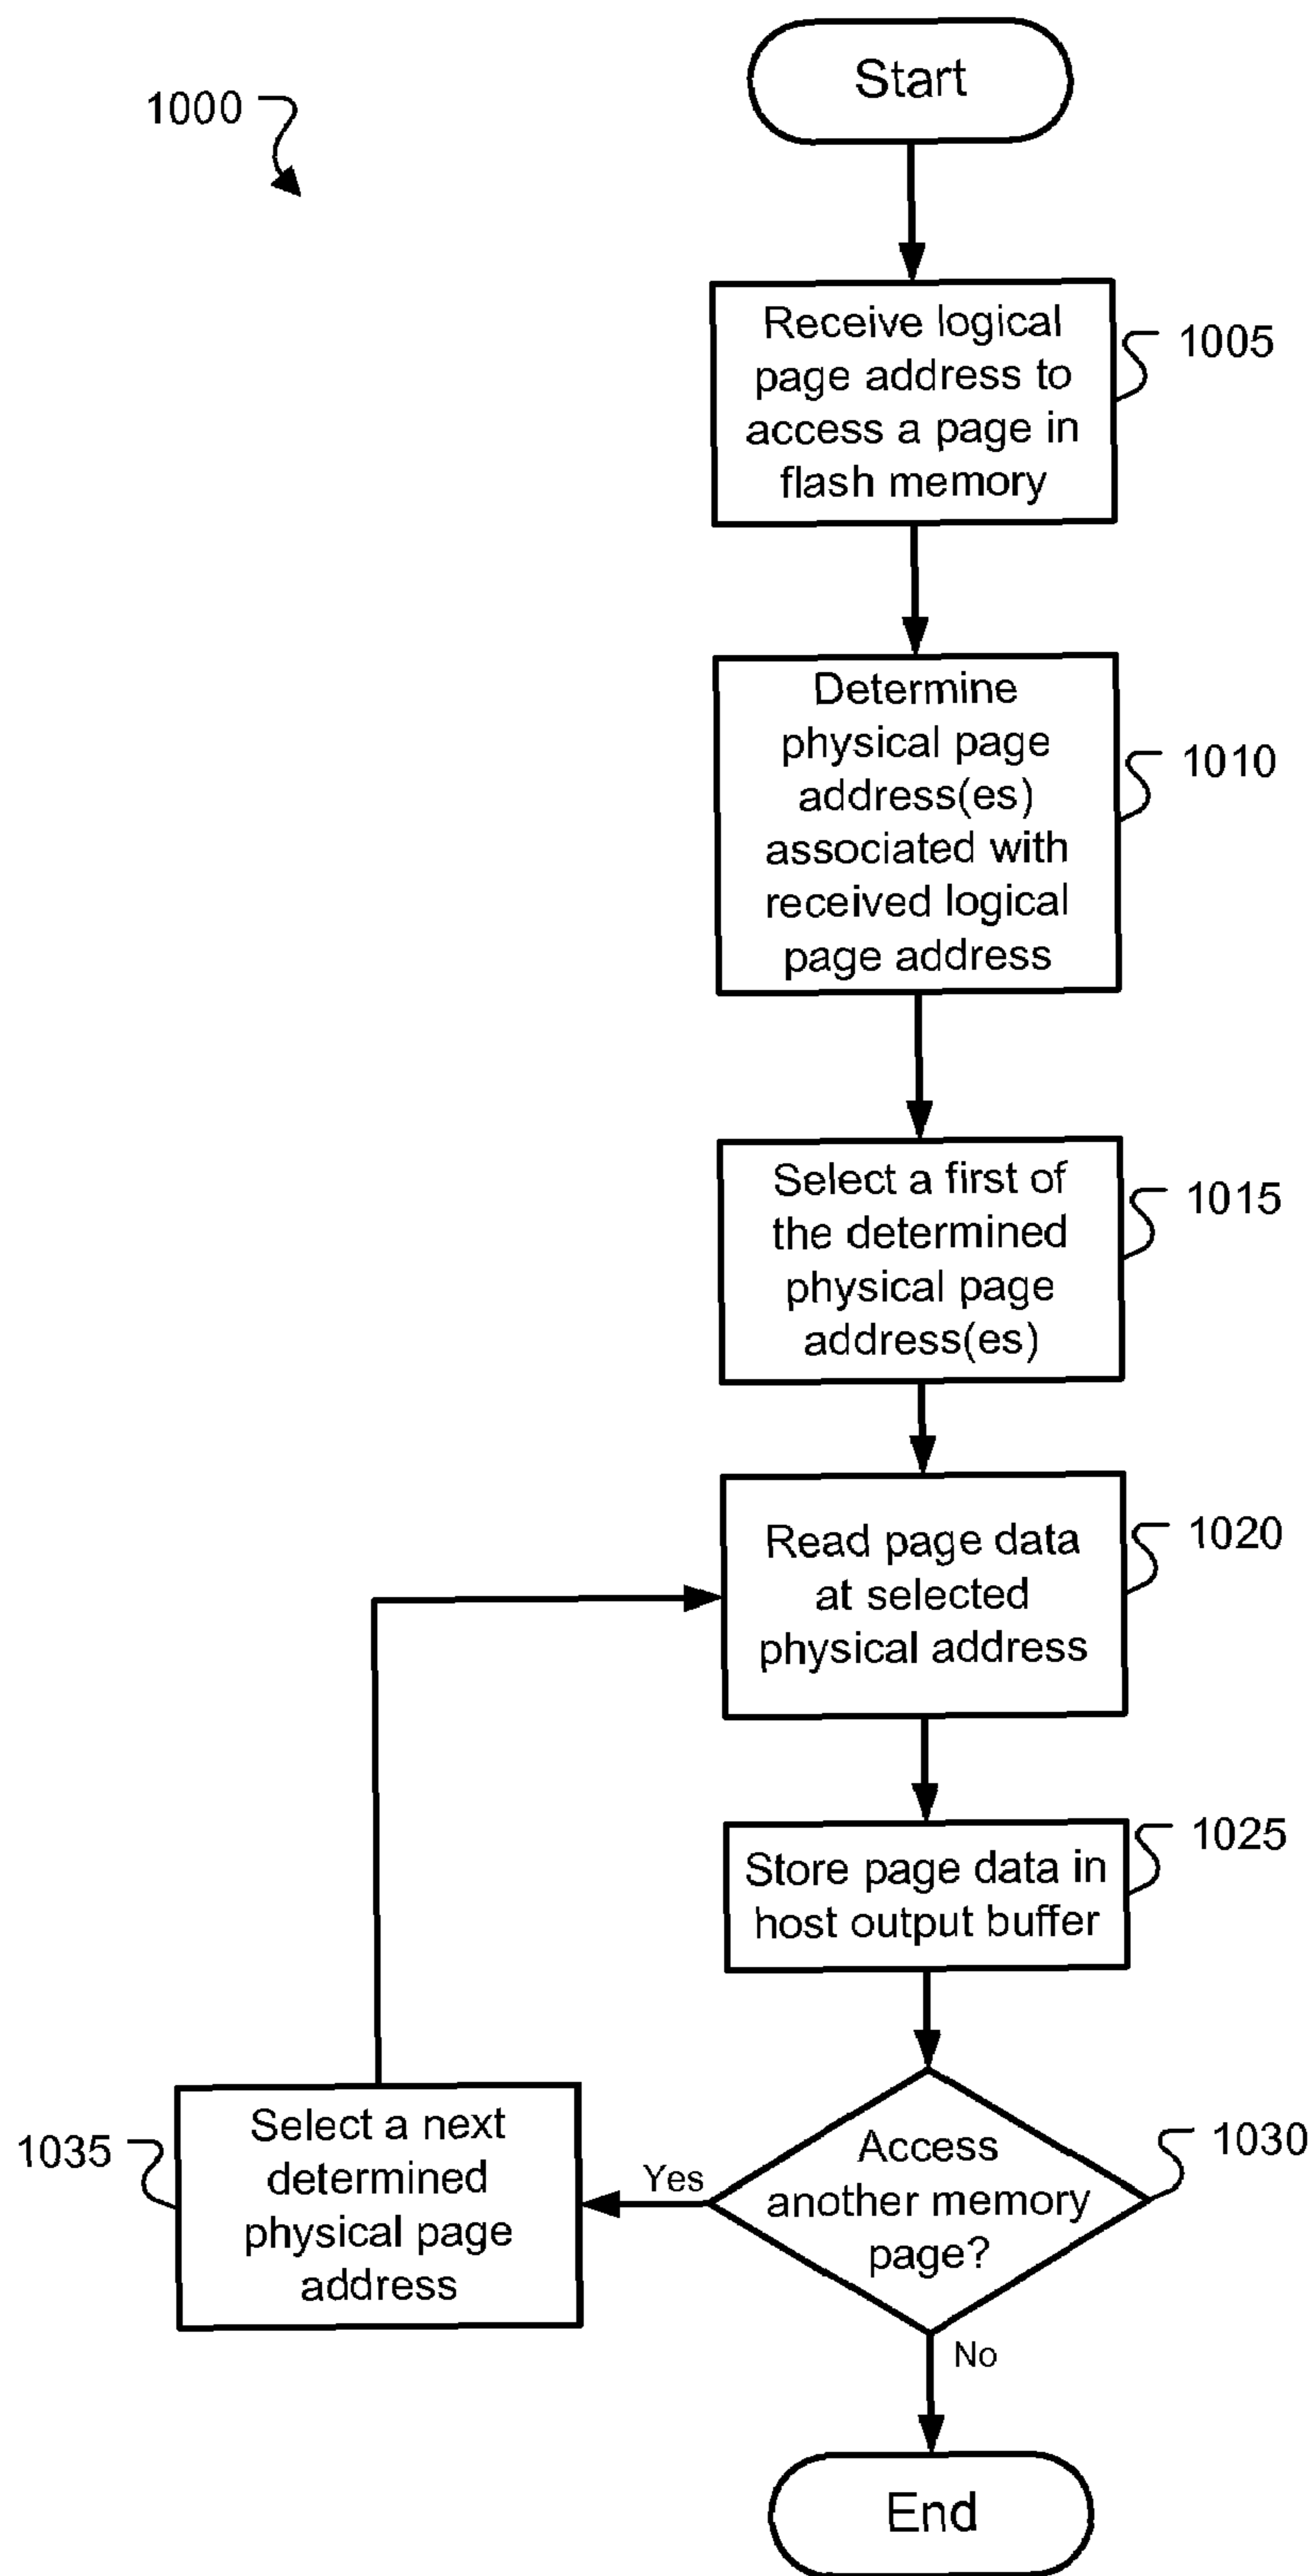 1000
Start
Receive logical
page address to
access a page in
flash memory
1005
Determine
physical page
address(es)
associated with
received logical
page address
1010
Select a first of
the determined
physical page
address(es)
1015
Read page data
at selected
physical address
1020
Store page data in
host output buffer
1025
Access
another memory
page?
1030
Yes
Select a next
determined
physical page
address
1035
No
End